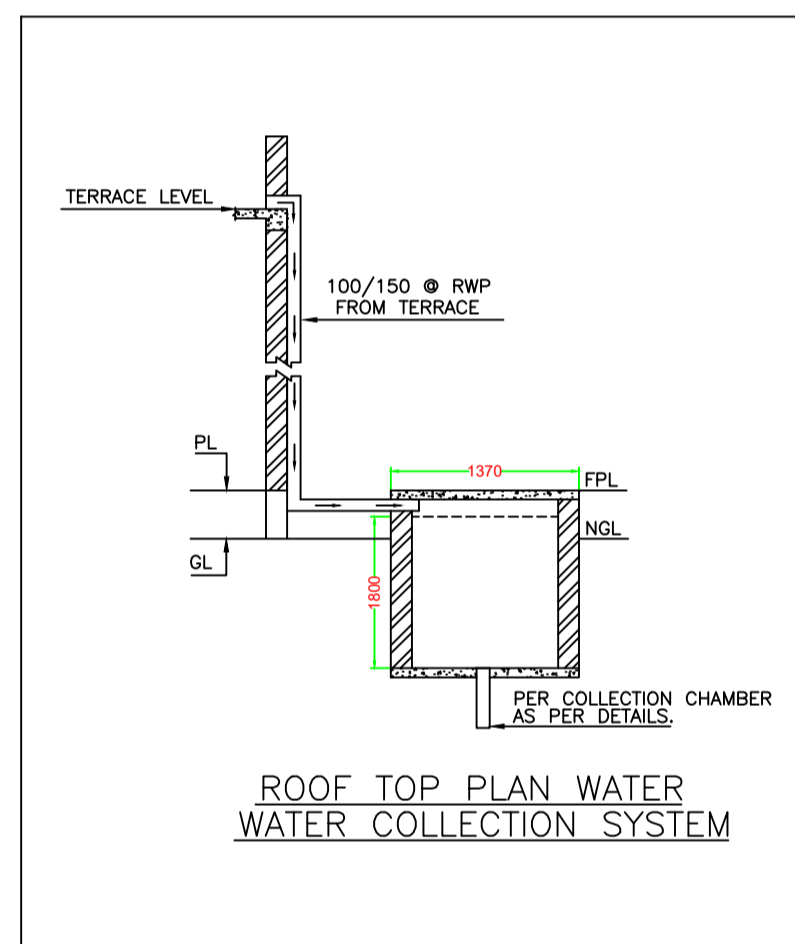 TERRACE LEVEL
100/150 @ RWP
FROM TERRACE
PL
1370
FPL
NGL
GL
1800
PER COLLECTION CHAMBER
AS PER DETAILS.
ROOF TOP PLAN WATER
WATER COLLECTION SYSTEM